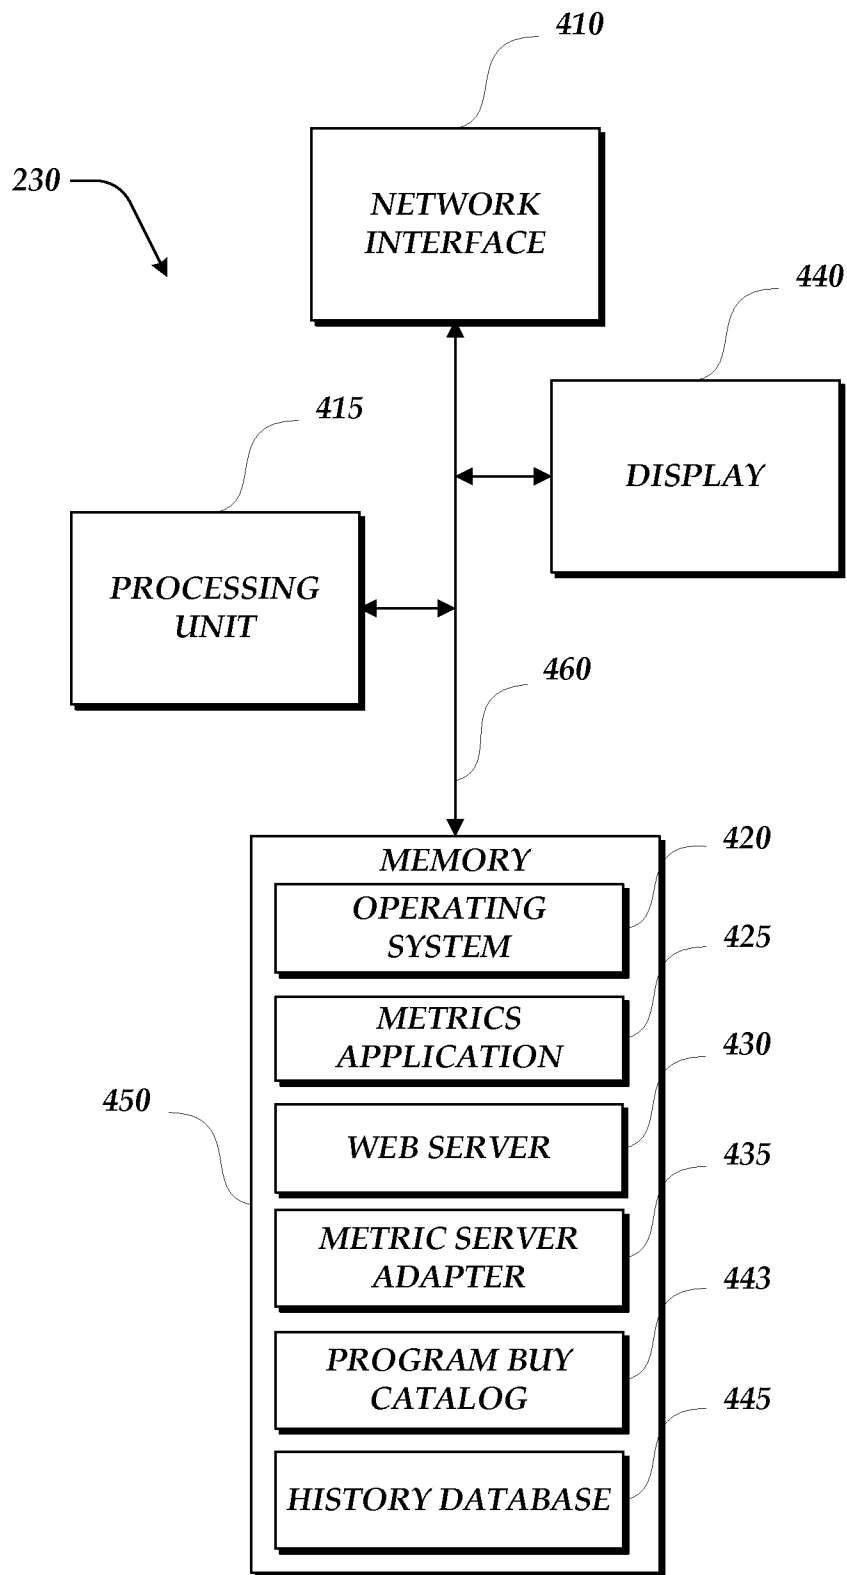 410
230
NETWORK
INTERFACE
440
415
DISPLAY
PROCESSING
UNIT
460
420
MEMORY
OPERATING
SYSTEM
425
METRICS
APPLICATION
430
450
WEB SERVER
435
METRIC SERVER
ADAPTER
443
PROGRAM BUY
CATALOG
445
HISTORY DATABASE